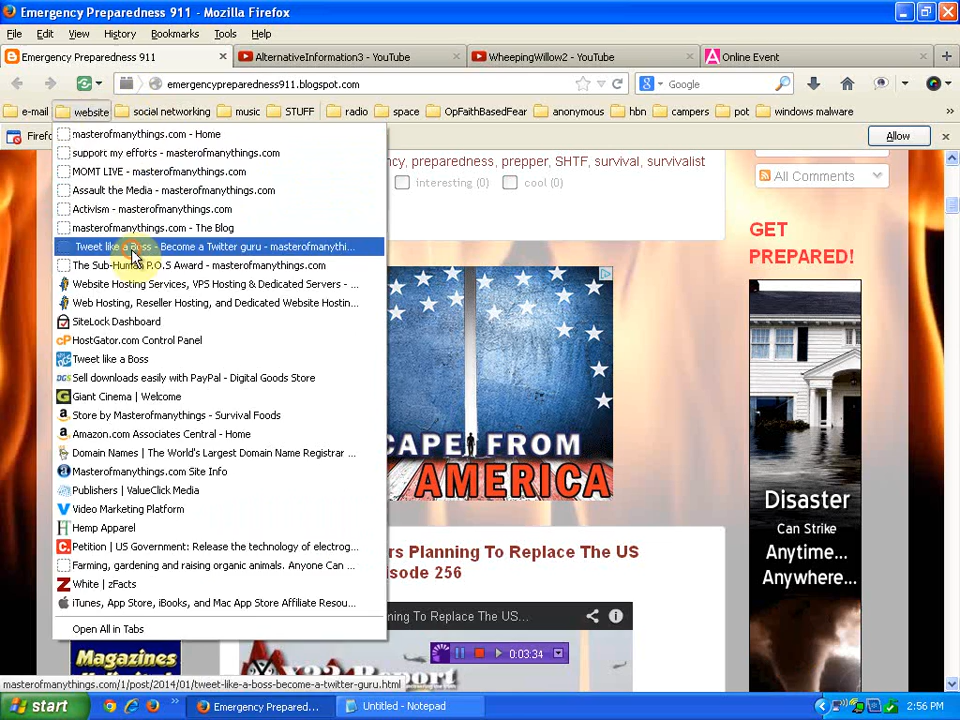 Emergency Preparedness 911 - Mozilla Firefox
File Edit View History Bookmarks Tools Help
Emergency Preparedness 911 × AlternativeInformation3 - YouTube × WheepingWillow2 - YouTube × Online Event ×
emergencypreparedness911.blogspot.com Google
e-mail website social networking music STUFF radio space OpFaithBasedFear anonymous hbn campers pot windows malware
Firefo Allow
masterofmanythings.com - Home
support my efforts - masterofmanythings.com
MOMT LIVE - masterofmanythings.com
Assault the Media - masterofmanythings.com
Activism - masterofmanythings.com
masterofmanythings.com - The Blog
Tweet like a Boss - Become a Twitter guru - masterofmanythi...
The Sub-Human P.O.S Award - masterofmanythings.com
Website Hosting Services, VPS Hosting & Dedicated Servers - ...
Web Hosting, Reseller Hosting, and Dedicated Website Hostin...
SiteLock Dashboard
HostGator.com Control Panel
Tweet like a Boss
Sell downloads easily with PayPal - Digital Goods Store
Giant Cinema | Welcome
Store by Masterofmanythings - Survival Foods
Amazon.com Associates Central - Home
Domain Names | The World's Largest Domain Name Registrar ...
Masterofmanythings.com Site Info
Publishers | ValueClick Media
Video Marketing Platform
Hemp Apparel
Petition | US Government: Release the technology of electrog...
Farming, gardening and raising organic animals. Anyone Can ...
White | zFacts
iTunes, App Store, iBooks, and Mac App Store Affiliate Resou...
Open All in Tabs
cy, preparedness, prepper, SHTF, survival, survivalist
interesting (0) cool (0)
CAPE FROM
AMERICA
rs Planning To Replace The US
isode 256
Planning To Replace The US...
0:03:34
X22 Report
All Comments
GET
PREPARED!
Disaster
Can Strike
Anytime...
Anywhere...
Magazines
masterofmanythings.com/1/post/2014/01/tweet-like-a-boss-become-a-twitter-guru.html
start Emergency Prepared... Untitled - Notepad 2:56 PM